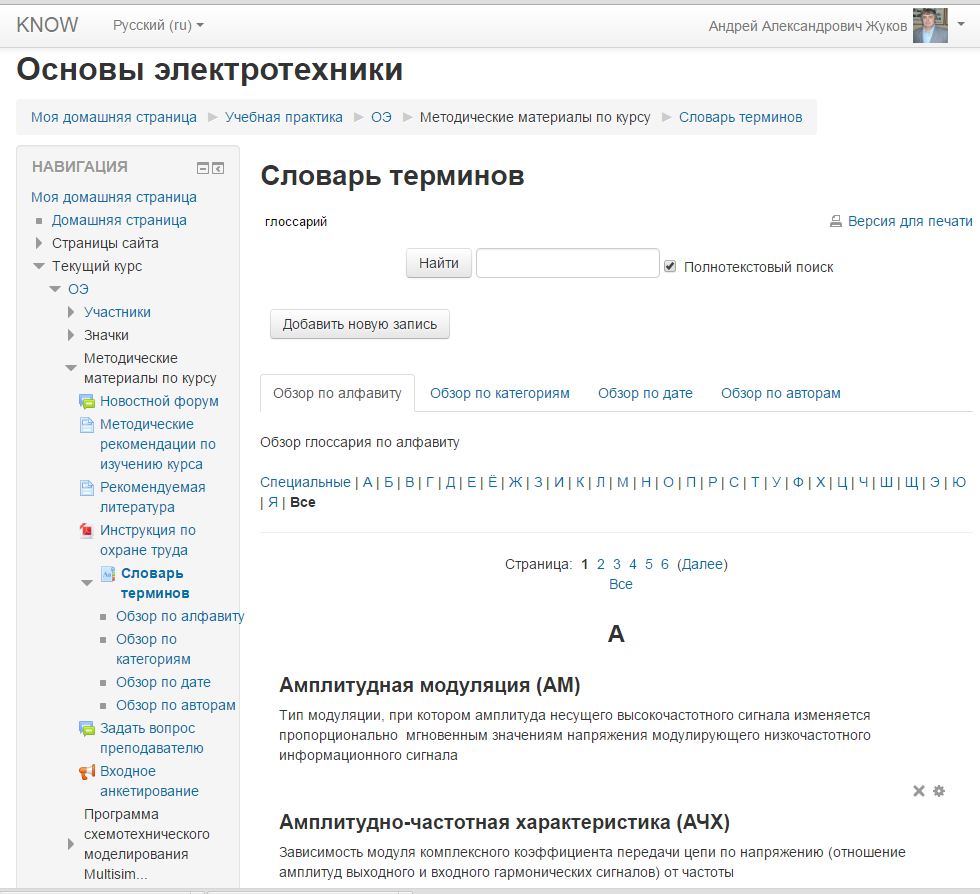 KNOW
Русский (ru)
Андрей Александрович Жуков
Основы электротехники
Моя домашняя страница
Учебная практика
ОЭ
Методические материалы по курсу
Словарь терминов
НАВИГАЦИЯ
Моя домашняя страница
Домашняя страница
Страницы сайта
Текущий курс
ОЭ
Участники
Значки
Методические
материалы по курсу
Новостной форум
Методические
рекомендации по
изучению курса
Рекомендуемая
литература
Инструкция по
охране труда
Словарь
терминов
Обзор по алфавиту
Обзор по
категориям
Обзор по дате
Обзор по авторам
Задать вопрос
преподавателю
Входное
анкетирование
Программа
схемотехнического
моделирования
Multisim...
Словарь терминов
глоссарий
Версия для печати
Найти
Полнотекстовый поиск
Добавить новую запись
Обзор по алфавиту
Обзор по категориям
Обзор по дате
Обзор по авторам
Обзор глоссария по алфавиту
Специальные | А | Б | В | Г | Д | Е | Ё | Ж | З | И | К | Л | М | Н | О | П | Р | С | Т | У | Ф | Х | Ц | Ч | Ш | Щ | Э | Ю
| Я | Все
Страница: 1 2 3 4 5 6 (Далее)
Все
А
Амплитудная модуляция (АМ)
Тип модуляции, при котором амплитуда несущего высокочастотного сигнала изменяется
пропорционально мгновенным значениям напряжения модулирующего низкочастотного
информационного сигнала
Амплитудно-частотная характеристика (АЧХ)
Зависимость модуля комплексного коэффициента передачи цепи по напряжению (отношение
амплитуд выходного и входного гармонических сигналов) от частоты